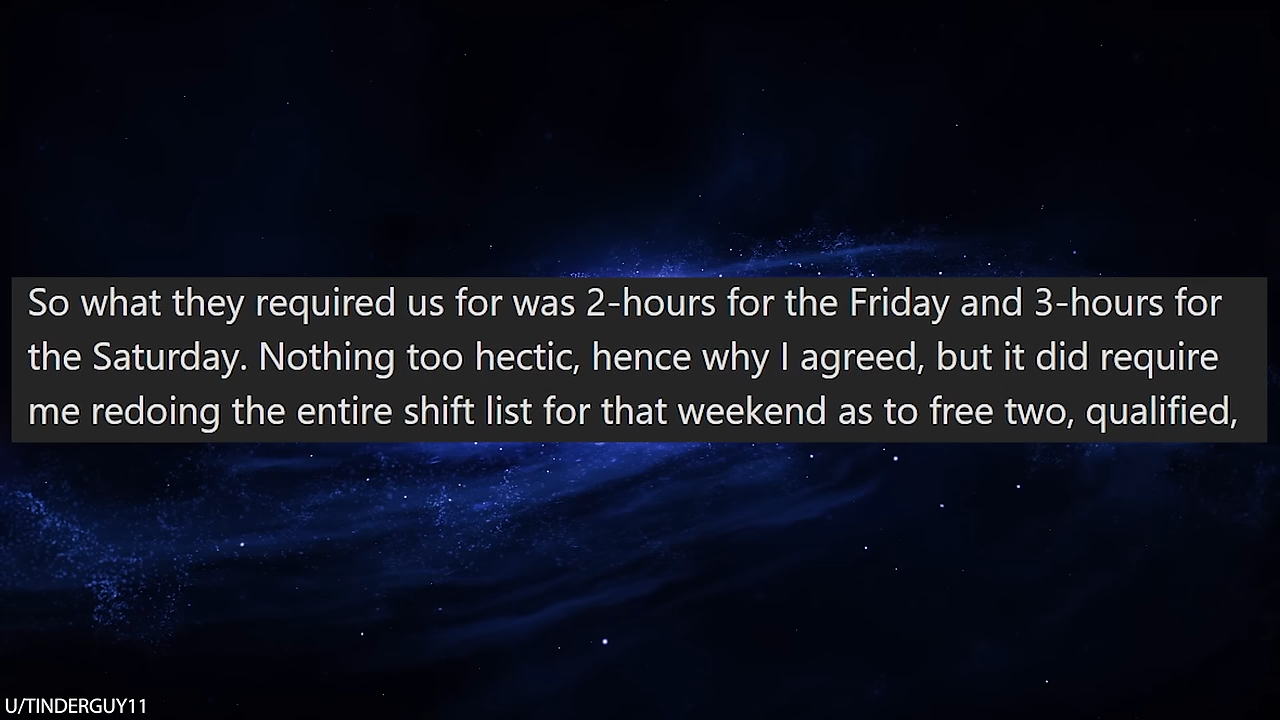 So what they required us for was 2-hours for the Friday and 3-hours for
the Saturday. Nothing too hectic, hence why I agreed, but it did require
me redoing the entire shift list for that weekend as to free two, qualified,
U/TINDERGUY11